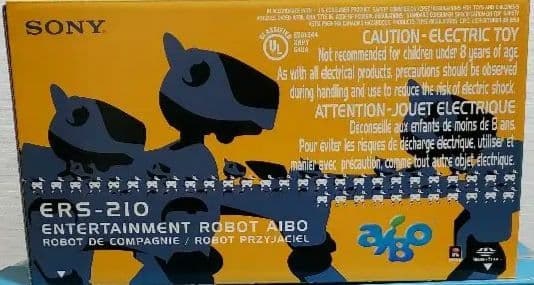 SONY
CAUTION-ELECTRIC TOY
Not recommended for children under 8 years of age.
As with all electrical products, precautions should be observed
during handling and use to reduce the risk of electric shock.
ATTENTION-JOUET ELECTRIQUE
Déconseillé aux enfants de moins de 8 ans.
Pour eviter les risques de décharge électrique, utiliser et
manier avec précaution, comme tout autre objet électrique.
UL
ERS-210
ENTERTAINMENT ROBOT AIBO
ROBOT DE COMPAGNIE / ROBOT PRZYJACIEL
aibo
R